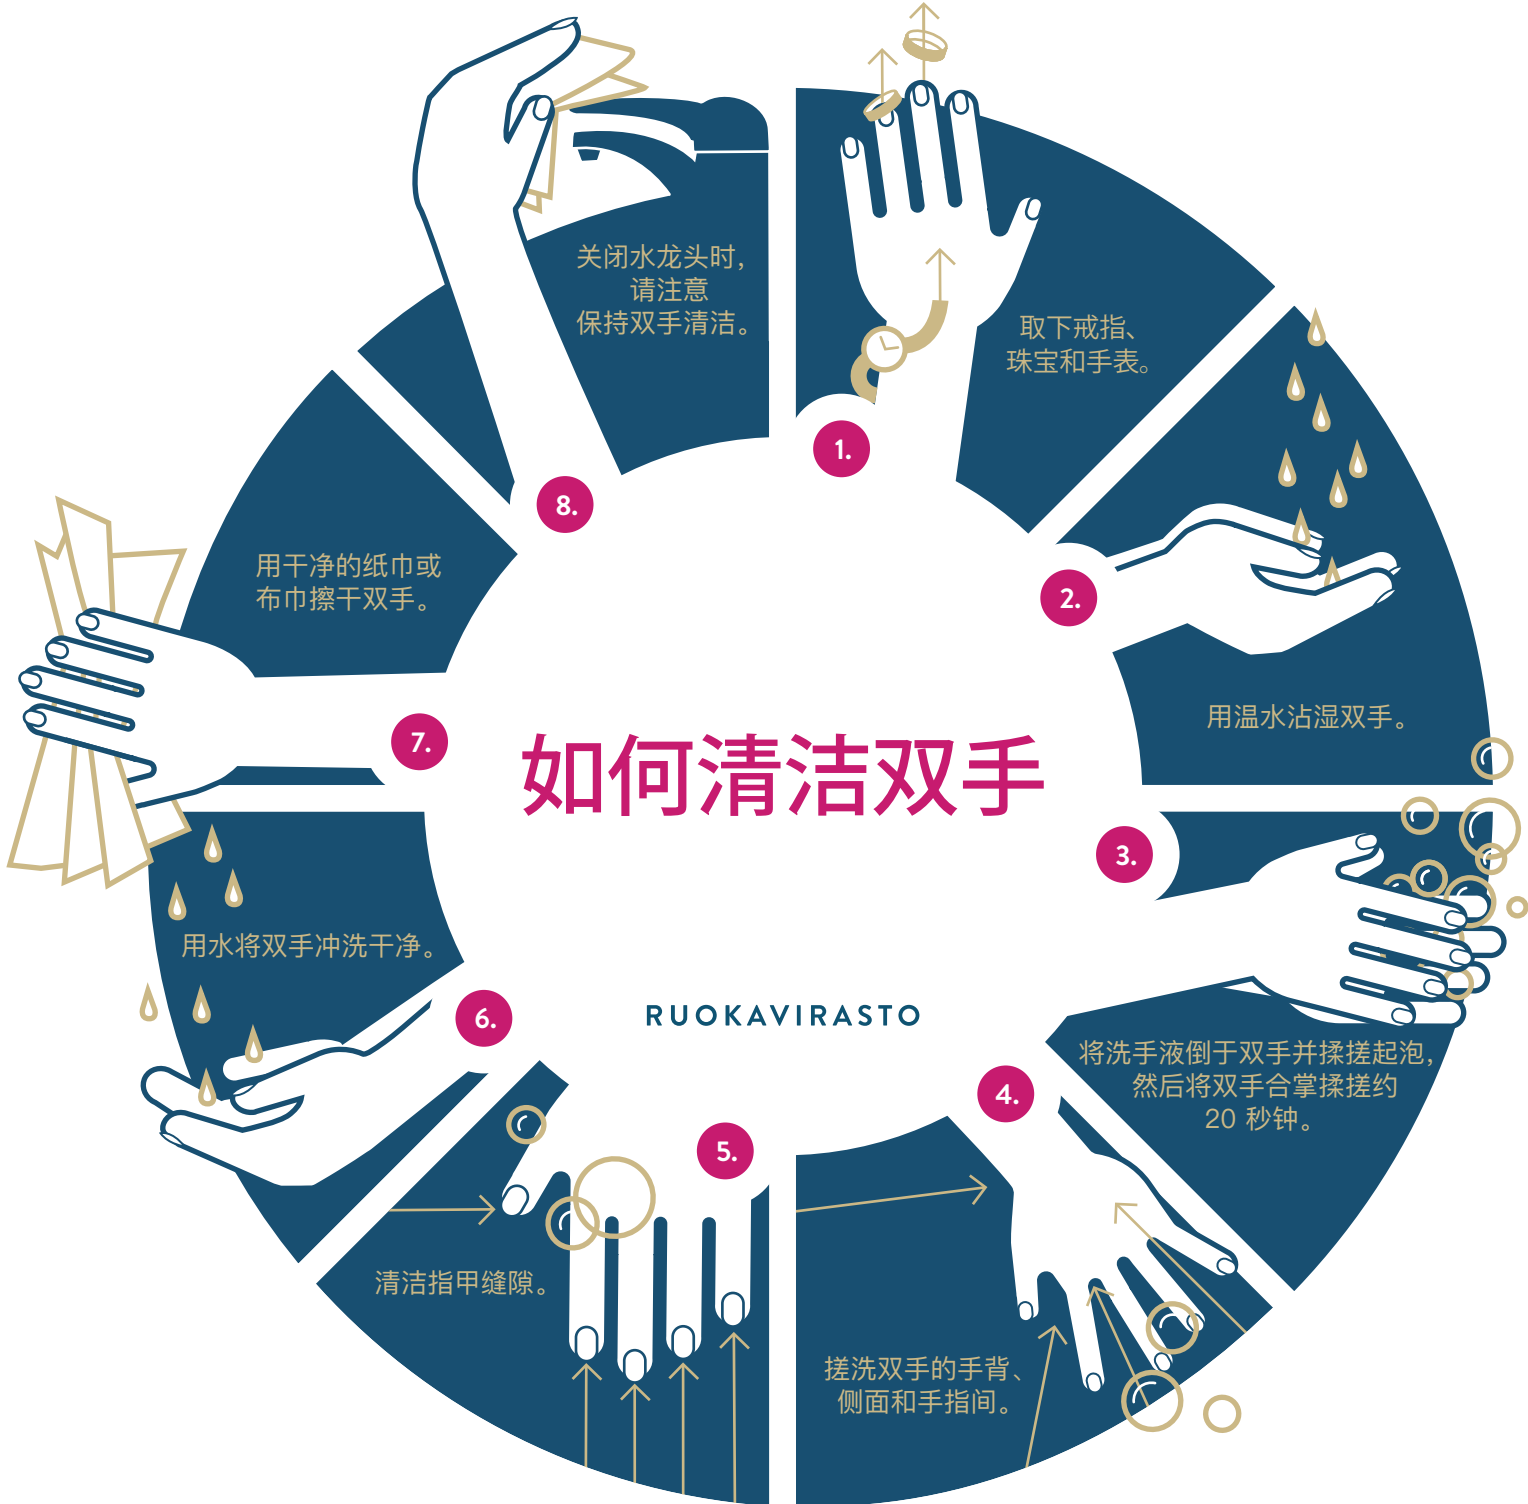 如何清洁双手
1.
取下戒指、
珠宝和手表。
2.
用温水沾湿双手。
3.
将洗手液倒于双手并揉搓起泡，
然后将双手合掌揉搓约
20 秒钟。
4.
搓洗双手的手背、
侧面和手指间。
5.
清洁指甲缝隙。
6.
用水将双手冲洗干净。
7.
用干净的纸巾或
布巾擦干双手。
8.
关闭水龙头时，
请注意
保持双手清洁。
RUOKAVIRASTO